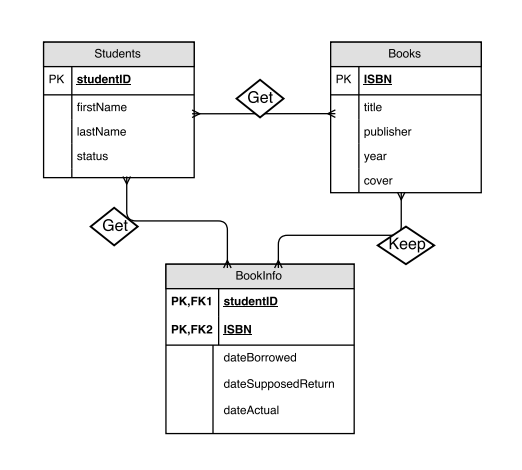 Students
PK studentID
firstName
lastName
status
Get
Books
PK ISBN
title
publisher
year
cover
Get
Keep
BookInfo
PK,FK1 studentID
PK,FK2 ISBN
dateBorrowed
dateSupposedReturn
dateActual